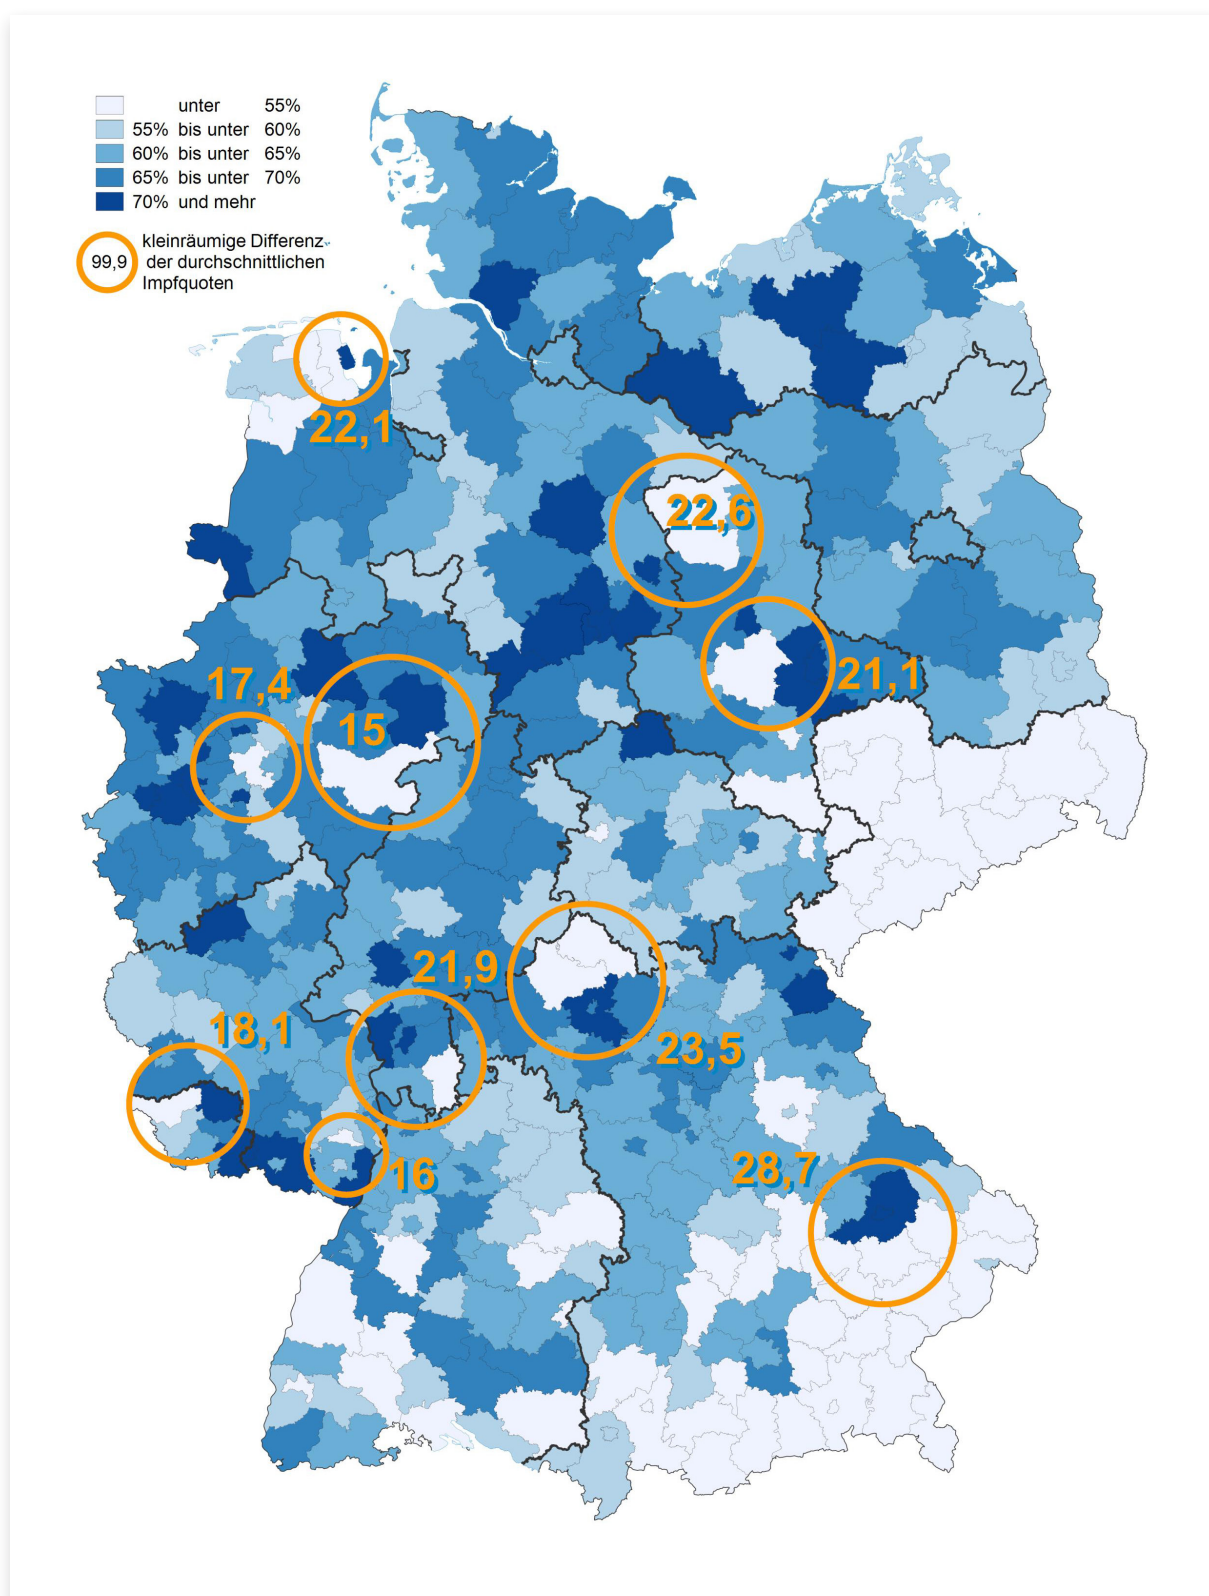 unter 55%
55% bis unter 60%
60% bis unter 65%
65% bis unter 70%
70% und mehr
99,9
kleinräumige Differenz
der durchschnittlichen
Impfquoten
22,1
22,6
21,1
17,4
15
21,9
18,1
23,5
16
28,7